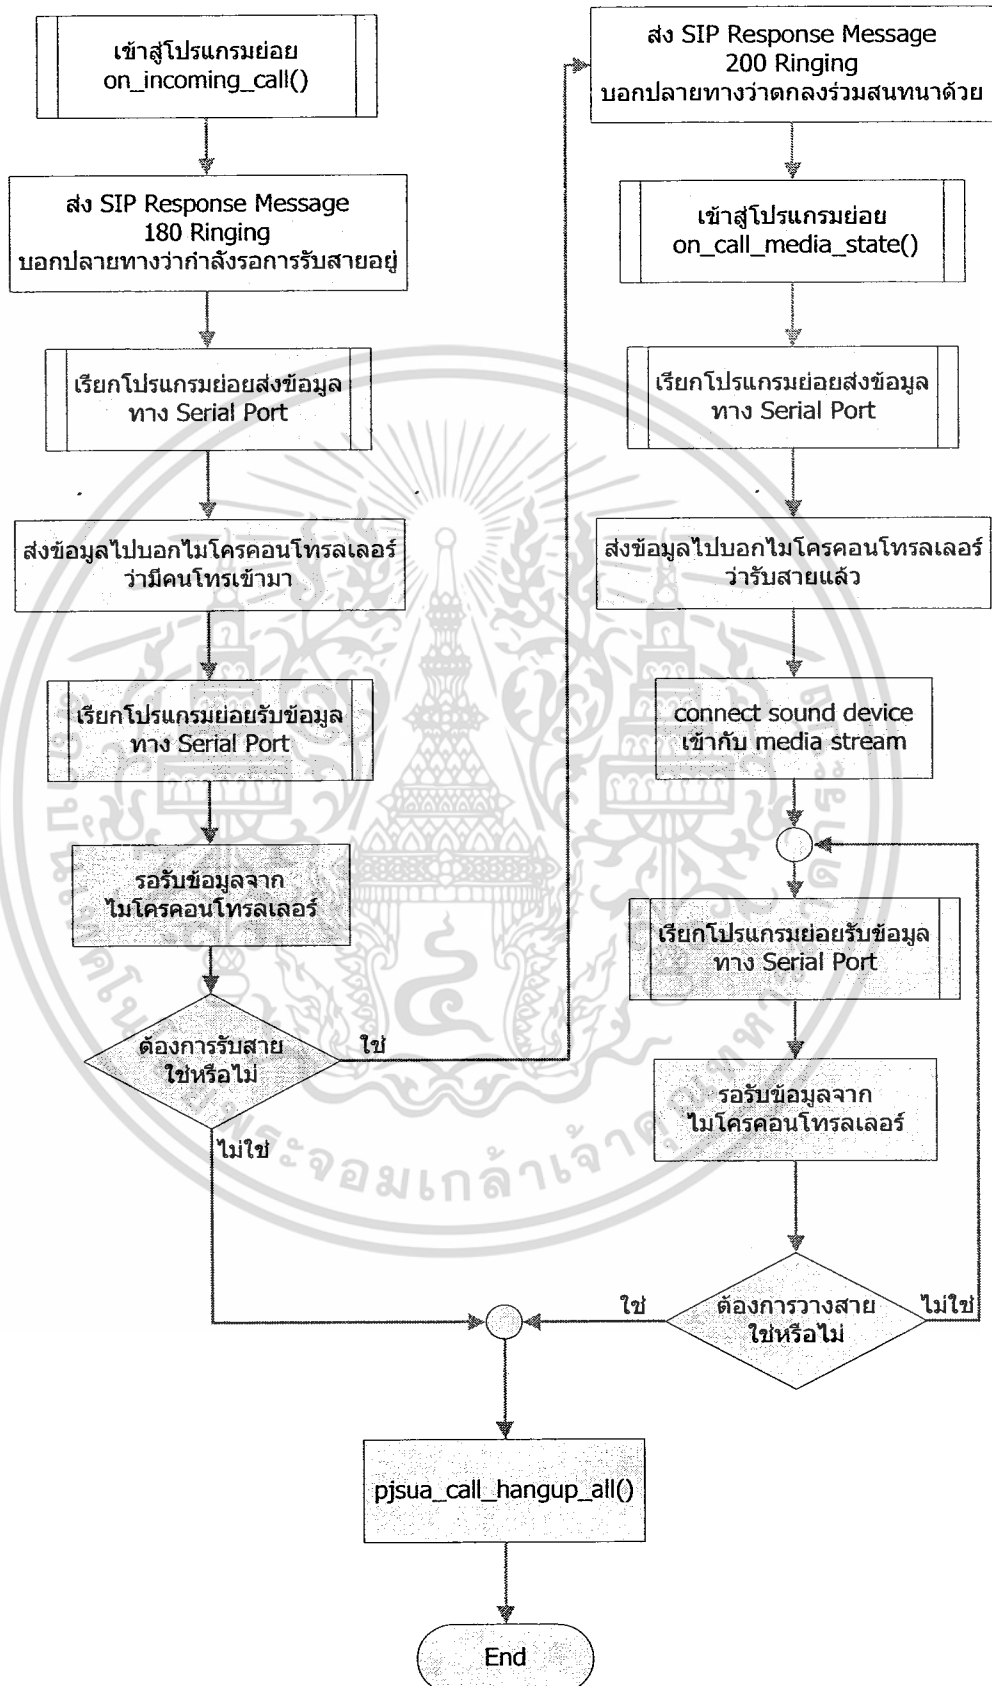 เข้าสู่โปรแกรมย่อย
on_incoming_call()
ส่ง SIP Response Message
180 Ringing
บอกปลายทางว่ากำลังรอการรับสายอยู่
เรียกโปรแกรมย่อยส่งข้อมูล
ทาง Serial Port
ส่งข้อมูลไปบอกไมโครคอนโทรลเลอร์
ว่ามีคนโทรเข้ามา
เรียกโปรแกรมย่อยรับข้อมูล
ทาง Serial Port
รอรับข้อมูลจาก
ไมโครคอนโทรลเลอร์
ต้องการรับสาย
ใช่หรือไม่
ใช่
ไม่ใช่
ส่ง SIP Response Message
200 Ringing
บอกปลายทางว่าตกลงร่วมสนทนาด้วย
เข้าสู่โปรแกรมย่อย
on_call_media_state()
เรียกโปรแกรมย่อยส่งข้อมูล
ทาง Serial Port
ส่งข้อมูลไปบอกไมโครคอนโทรลเลอร์
ว่ารับสายแล้ว
connect sound device
เข้ากับ media stream
เรียกโปรแกรมย่อยรับข้อมูล
ทาง Serial Port
รอรับข้อมูลจาก
ไมโครคอนโทรลเลอร์
ต้องการวางสาย
ใช่หรือไม่
ใช่
ไม่ใช่
pjsua_call_hangup_all()
End